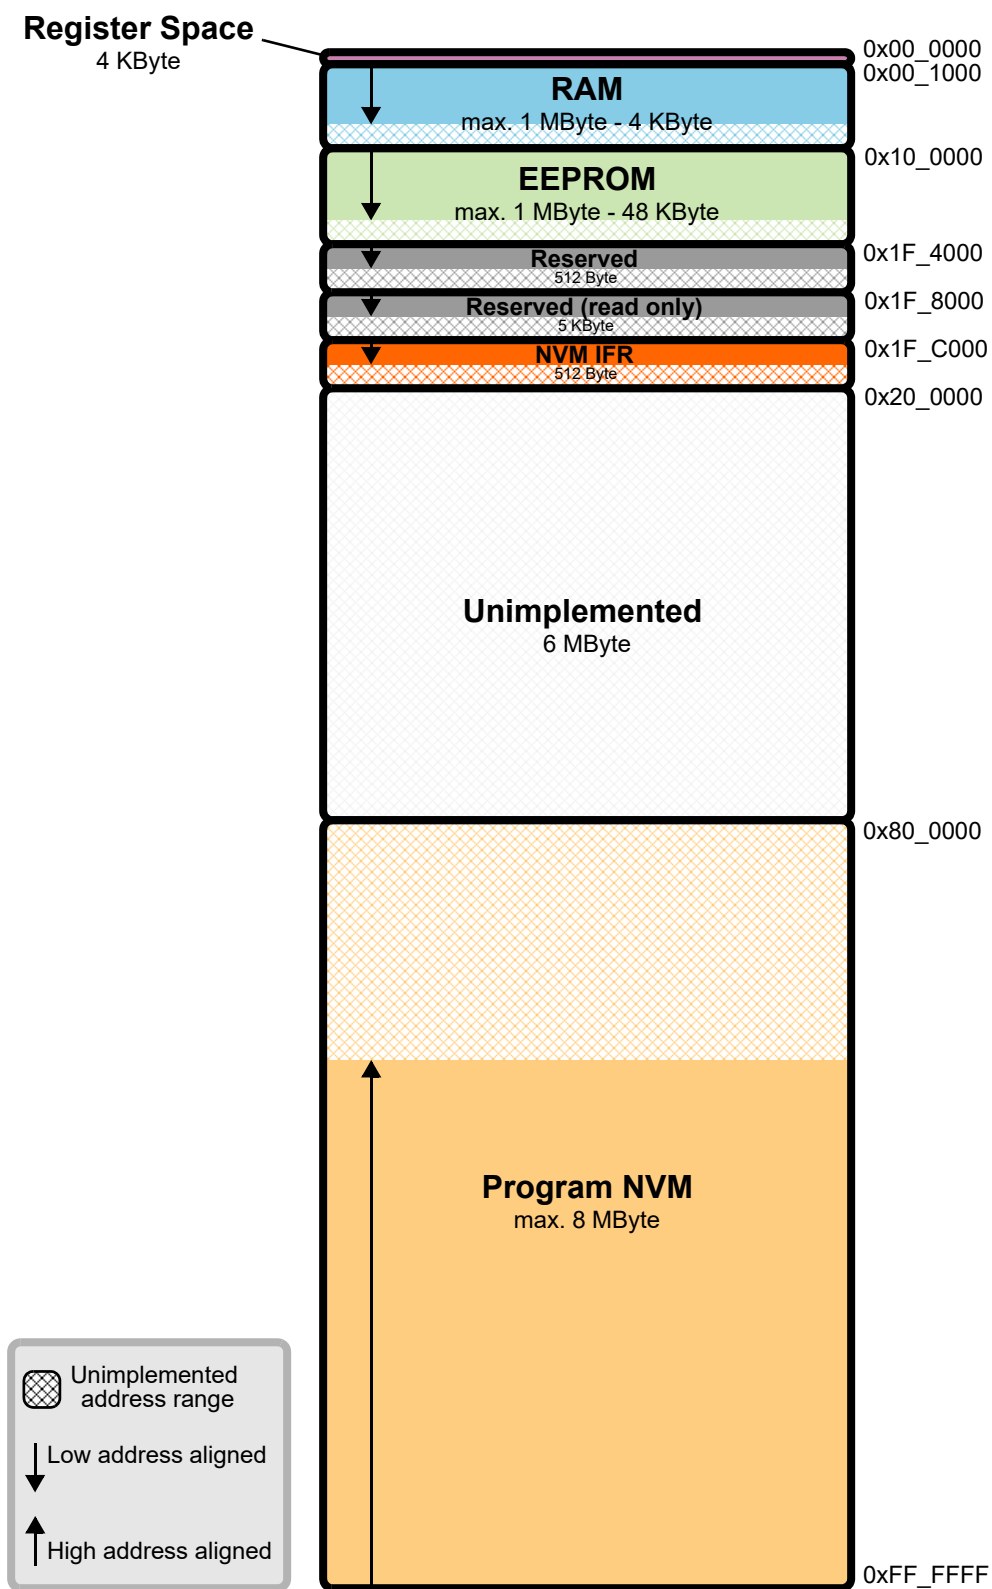 Register Space
4 KByte
0x00_0000
0x00_1000
RAM
max. 1 MByte - 4 KByte
0x10_0000
EEPROM
max. 1 MByte - 48 KByte
0x1F_4000
Reserved
512 Byte
0x1F_8000
Reserved (read only)
5 KByte
0x1F_C000
NVM IFR
512 Byte
0x20_0000
Unimplemented
6 MByte
0x80_0000
Program NVM
max. 8 MByte
Unimplemented
address range
Low address aligned
High address aligned
0xFF_FFFF